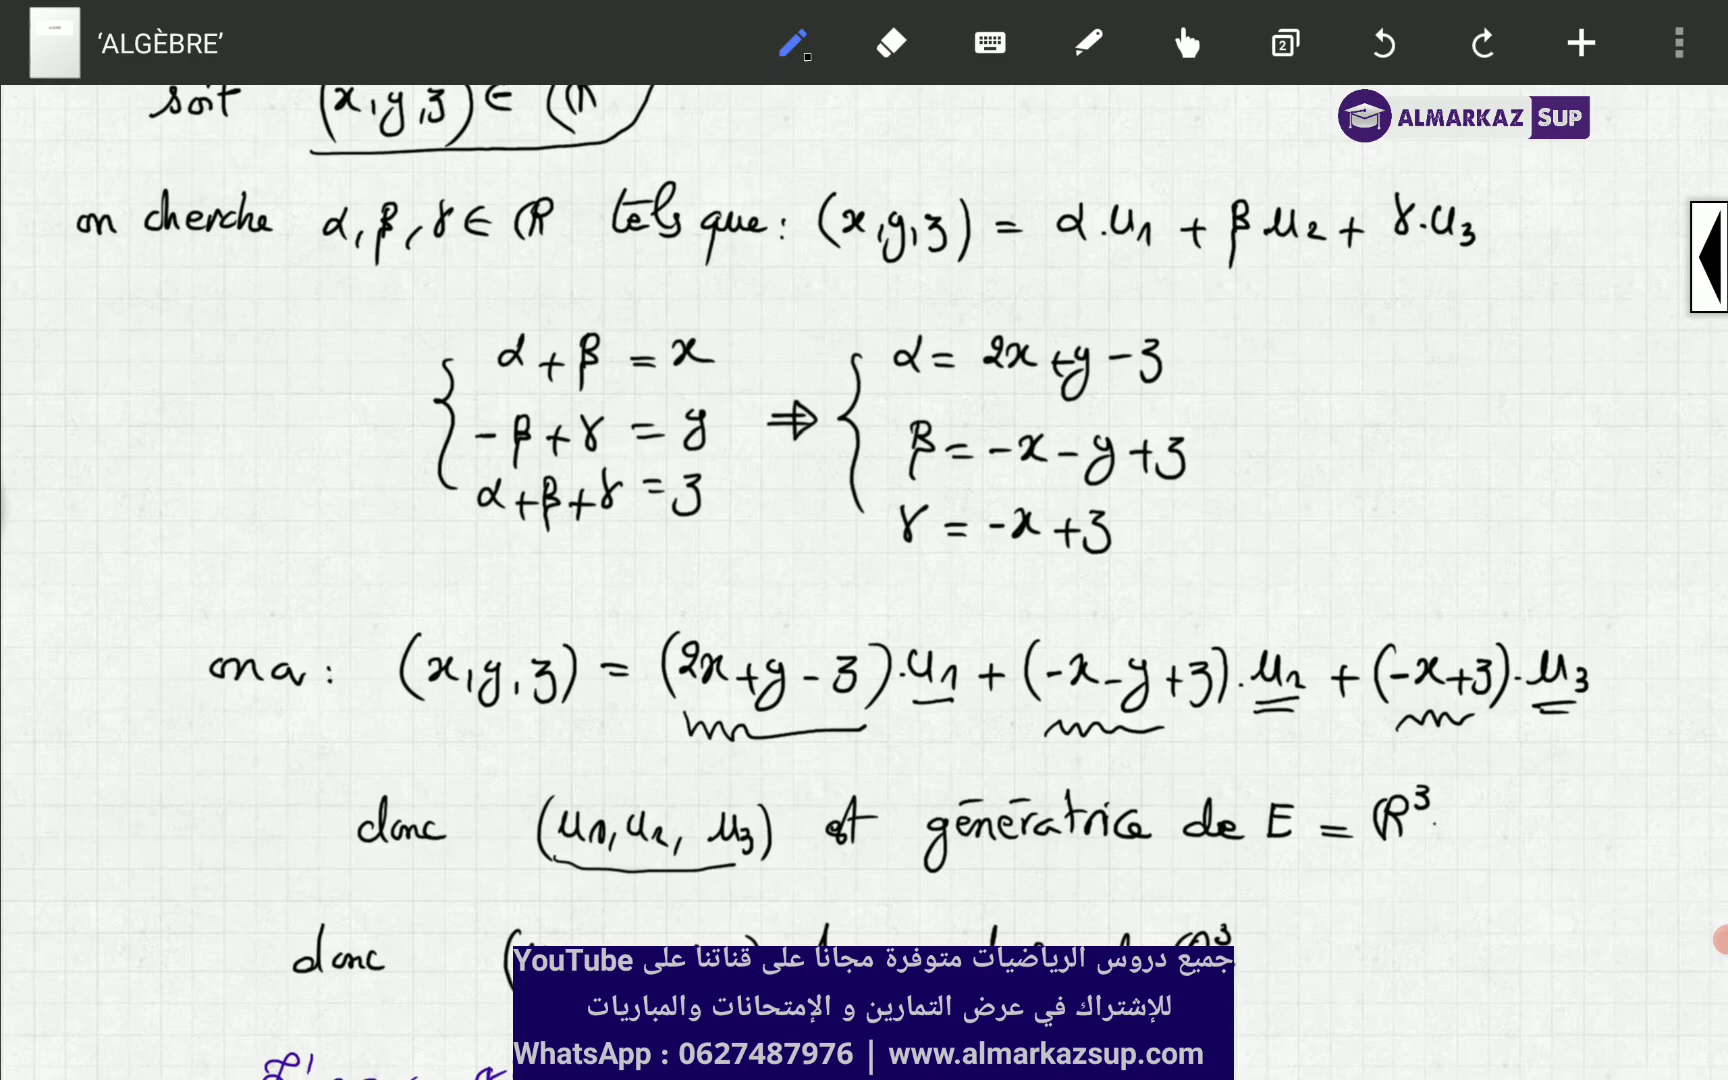 'ALGÈBRE'
2
ALMARKAZ SUP
soit (x,y,z) ∈ (R
on cherche α, β, γ ∈ R tels que : (x,y,z) = α.u1 + β.u2 + γ.u3
α + β = x
-β + γ = y
α + β + γ = z
⇒
α = 2x + y - z
β = -x - y + z
γ = -x + z
on a : (x,y,z) = (2x+y-z).u1 + (-x-y+z).u2 + (-x+z).u3
donc (u1, u2, u3) est génératrice de E = R³.
donc
جميع دروس الرياضيات متوفرة مجانا على قناتنا على YouTube
للإشتراك في عرض التمارين و الإمتحانات والمباريات
WhatsApp : 0627487976 | www.almarkazsup.com